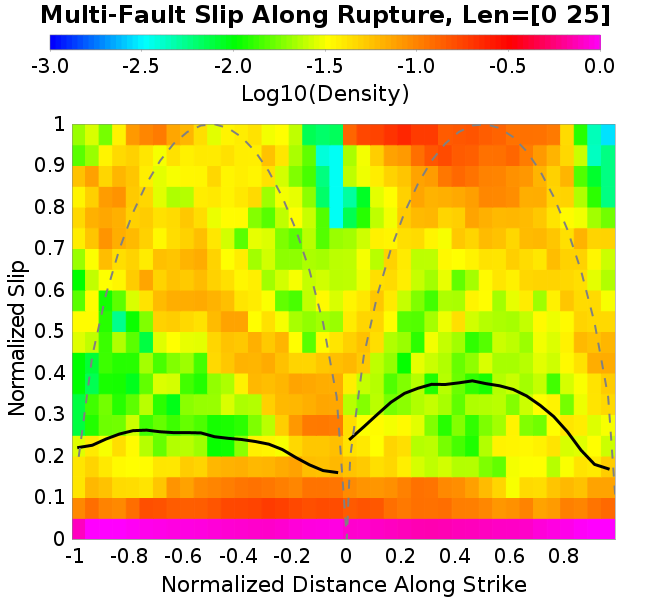 Multi-Fault Slip Along Rupture, Len=[0 25]
-3.0 -2.5 -2.0 -1.5 -1.0 -0.5 0.0
Log10(Density)
1
0.9
0.8
0.7
0.6
0.5
0.4
0.3
0.2
0.1
0
Normalized Slip
-1 -0.8 -0.6 -0.4 -0.2 0 0.2 0.4 0.6 0.8
Normalized Distance Along Strike